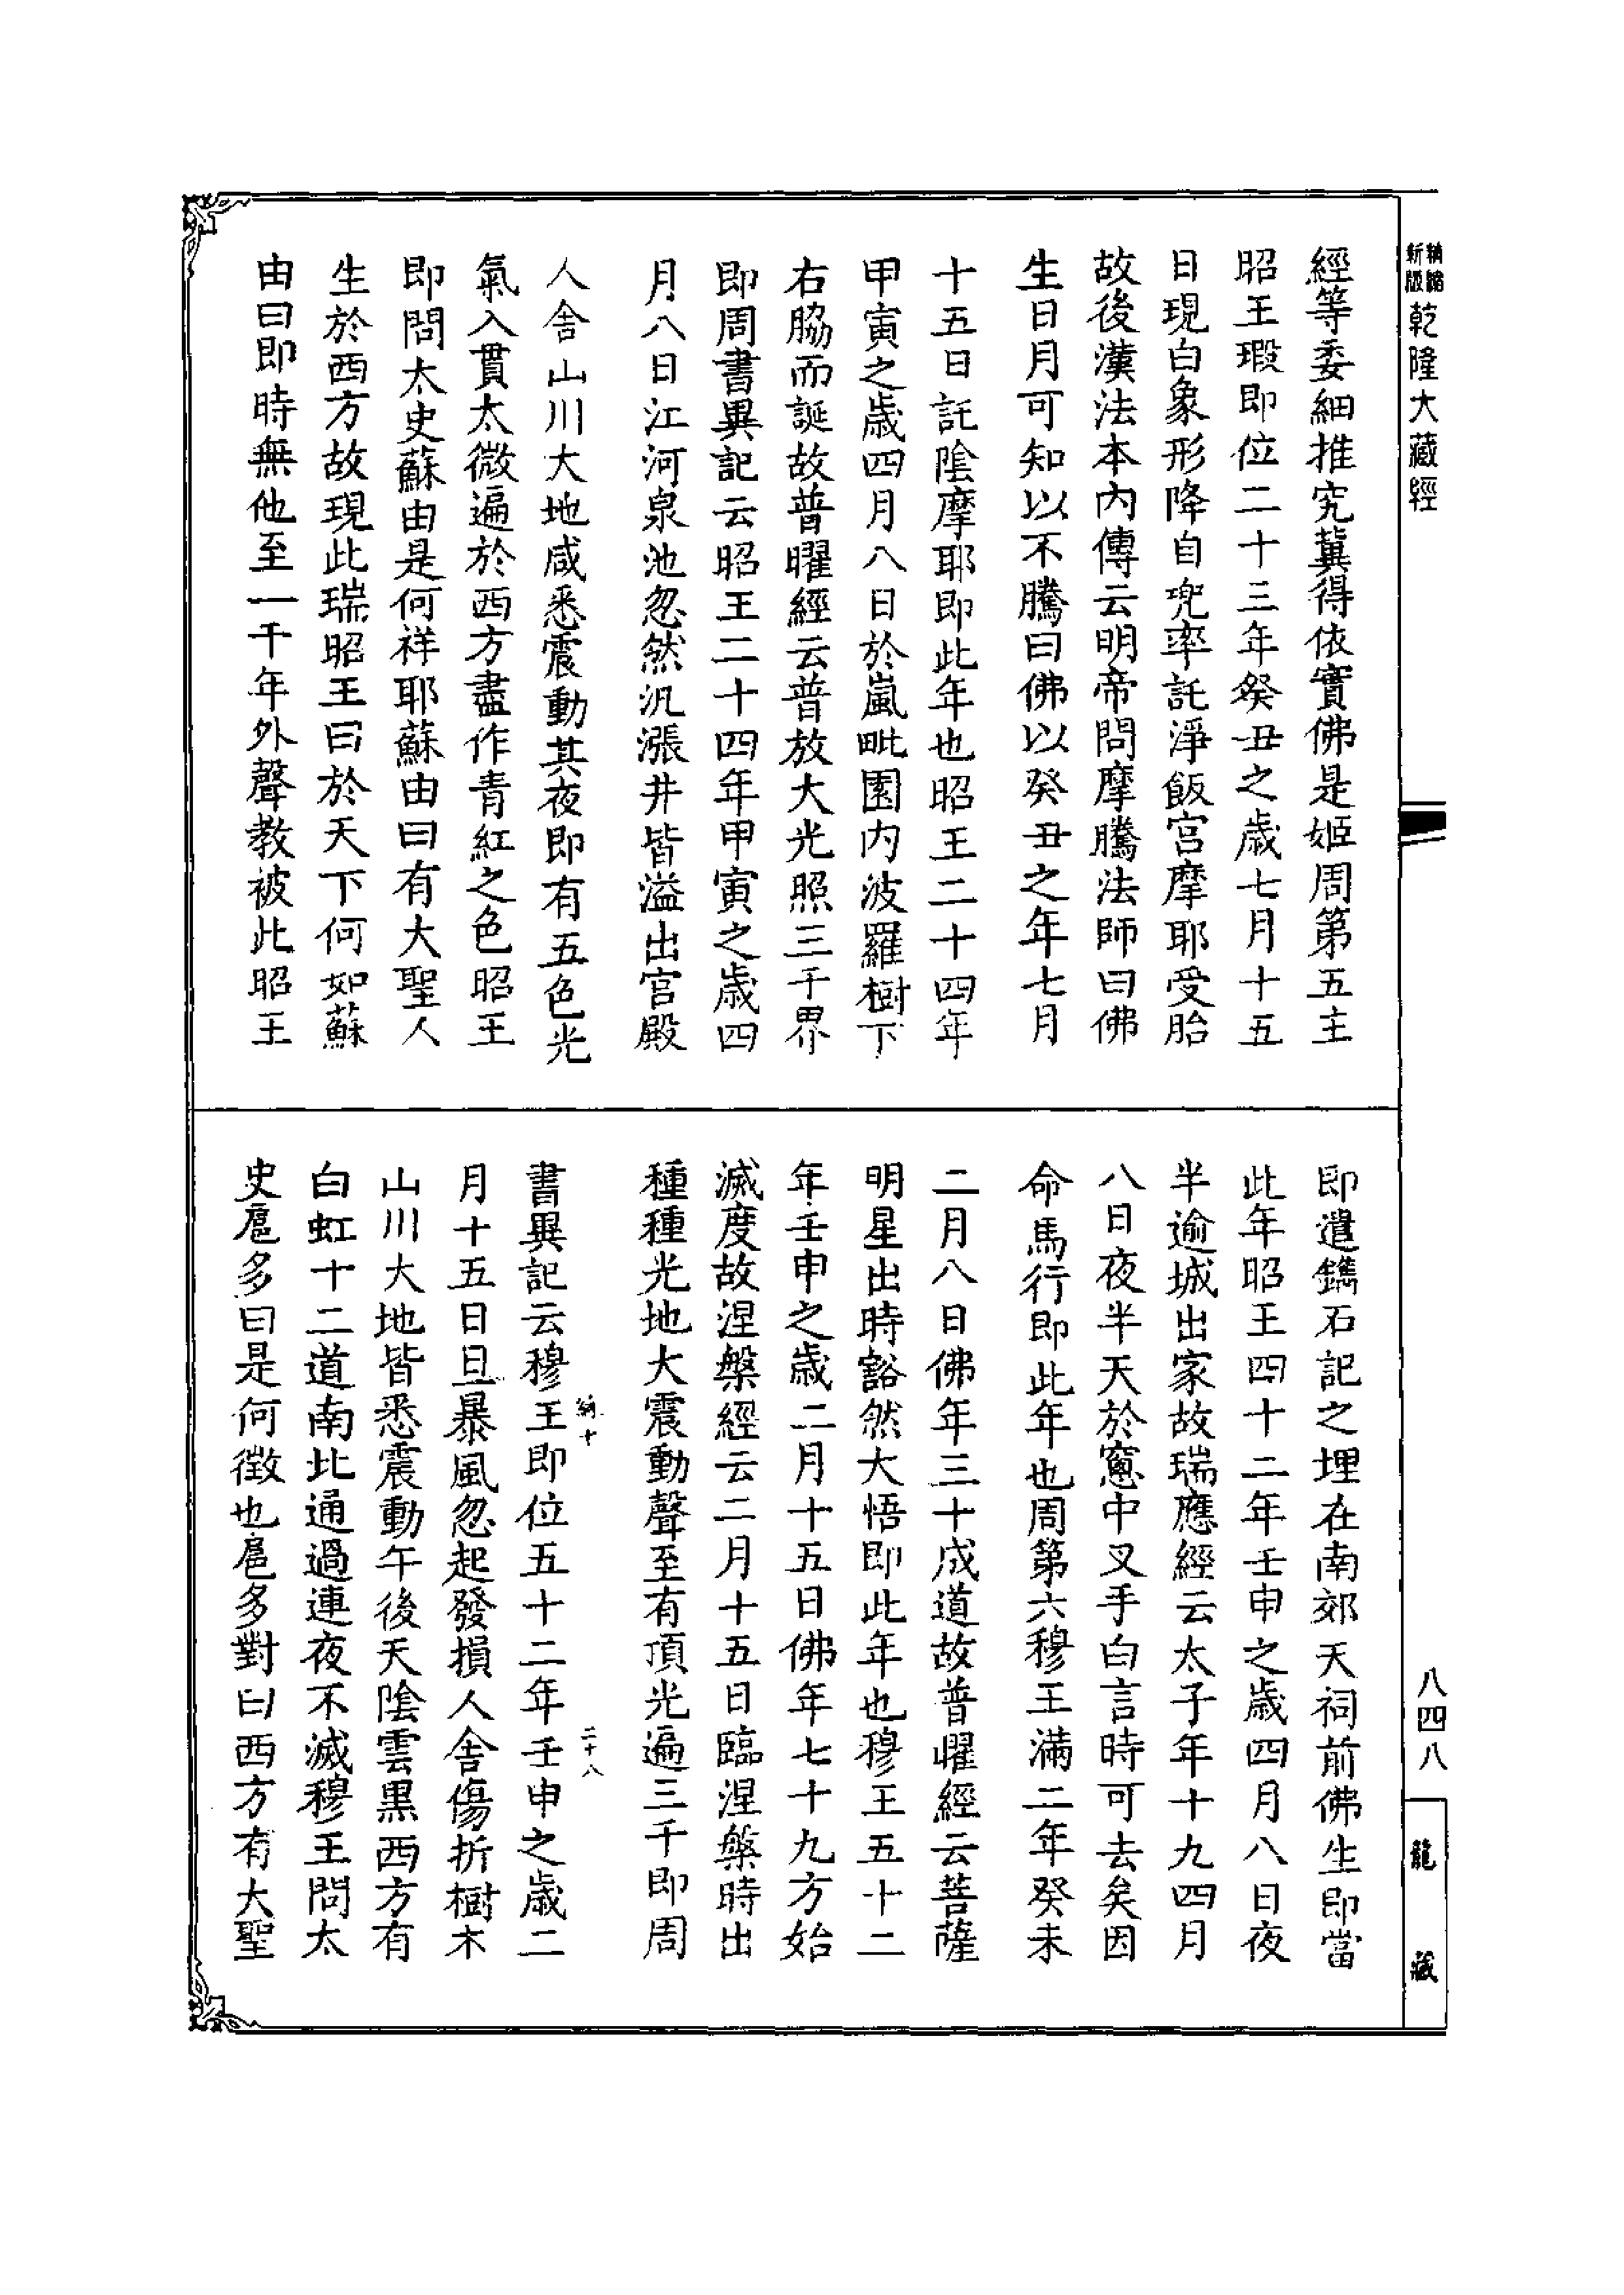 精縮新版乾隆大藏經
經等委細推究冀得依實佛是姬周第五主
昭王瑕即位二十三年癸丑之歲七月十五
日現白象形降自兜率託淨飯宮摩耶受胎
故後漢法本內傳云明帝問摩騰法師曰佛
生日月可知以不騰曰佛以癸丑之年七月
十五日託陰摩耶即此年也昭王二十四年
甲寅之歲四月八日於嵐毗園內波羅樹下
右脇而誕故普曜經云普放大光照三千界
即周書異記云昭王二十四年甲寅之歲四
月八日江河泉池忽然汎漲井皆溢出宮殿
人舍山川大地咸悉震動其夜即有五色光
氣入貫太微遍於西方盡作青紅之色昭王
即問太史蘇由是何祥耶蘇由曰有大聖人
生於西方故現此瑞昭王曰於天下何如蘇
由曰即時無他至一千年外聲教被此昭王
即遣鐫石記之埋在南郊天祠前佛生即當
此年昭王四十二年壬申之歲四月八日夜
半逾城出家故瑞應經云太子年十九四月
八日夜半天於窻中叉手白言時可去矣因
命馬行即此年也周第六穆王滿二年癸未
二月八日佛年三十成道故普曜經云菩薩
明星出時豁然大悟即此年也穆王五十二
年壬申之歲二月十五日佛年七十九方始
滅度故涅槃經云二月十五日臨涅槃時出
種種光地大震動聲至有頂光遍三千即周
書異記云穆王即位五十二年壬申之歲二
月十五日旦暴風忽起發損人舍傷折樹木
山川大地皆悉震動午後天陰雲黑西方有
白虹十二道南北通過連夜不滅穆王問太
史扈多曰是何徵也扈多對曰西方有大聖
二十八
八四八
龍藏